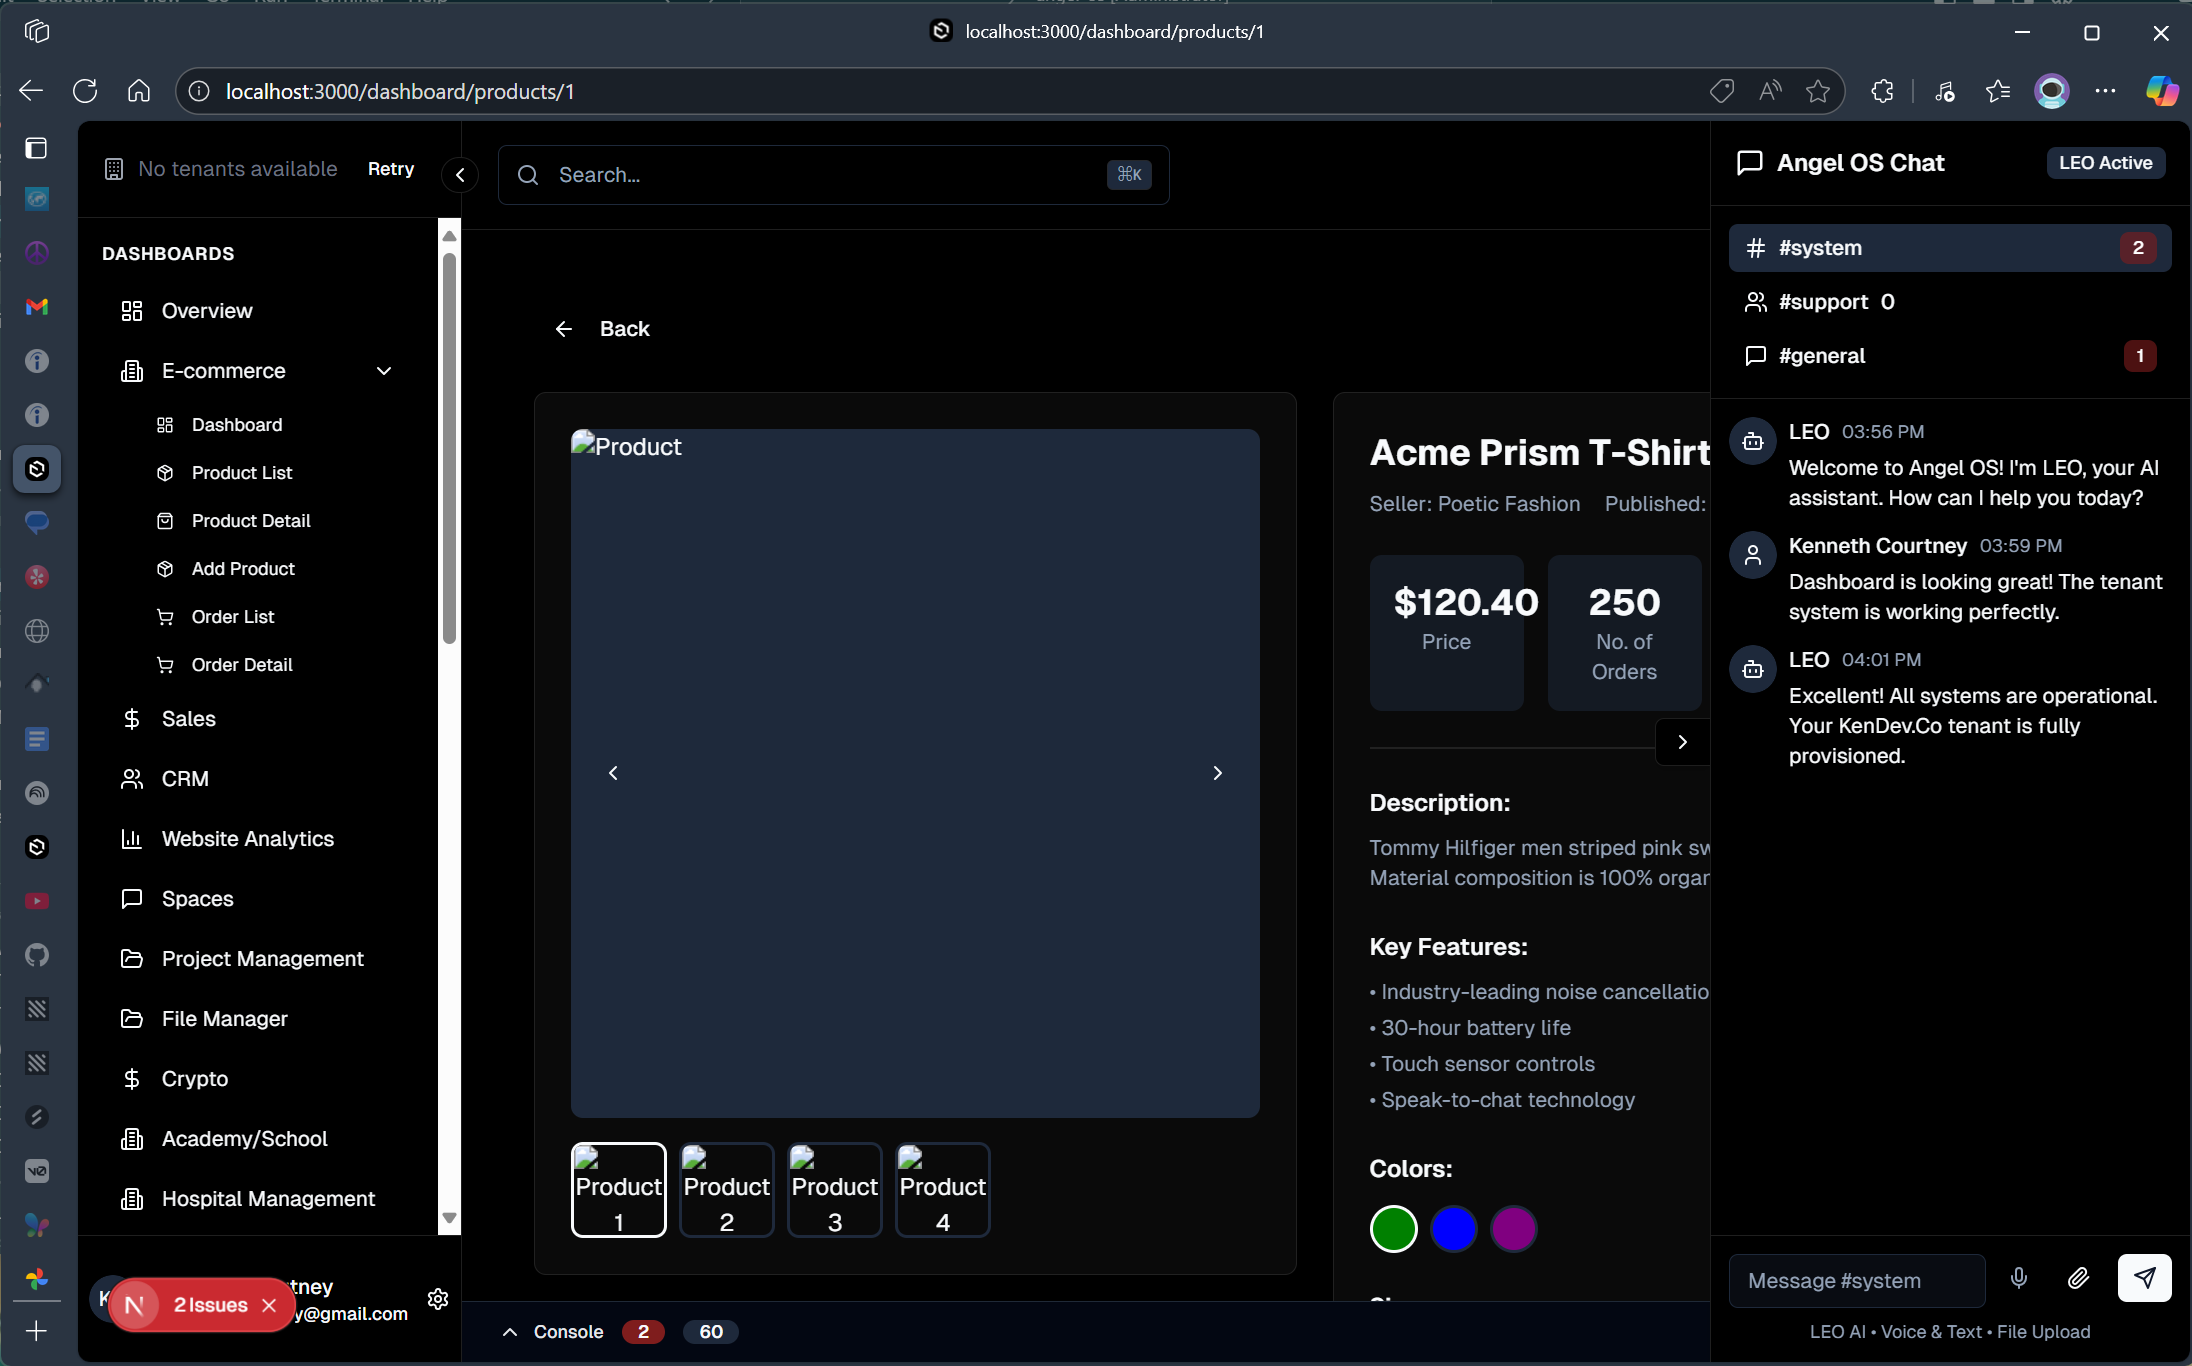 localhost:3000/dashboard/products/1
localhost:3000/dashboard/products/1
No tenants available Retry
Search... ⌘K
DASHBOARDS
Overview
E-commerce
Dashboard
Product List
Product Detail
Add Product
Order List
Order Detail
Sales
CRM
Website Analytics
Spaces
Project Management
File Manager
Crypto
Academy/School
Hospital Management
2 Issues
tney
y@gmail.com
Back
Product
Product 1
Product 2
Product 3
Product 4
Acme Prism T-Shirt
Seller: Poetic Fashion Published:
$120.40
Price
250
No. of
Orders
Description:
Tommy Hilfiger men striped pink sw
Material composition is 100% organ
Key Features:
• Industry-leading noise cancellatio
• 30-hour battery life
• Touch sensor controls
• Speak-to-chat technology
Colors:
Console 2 60
Angel OS Chat LEO Active
#system 2
#support 0
#general 1
LEO 03:56 PM
Welcome to Angel OS! I'm LEO, your AI
assistant. How can I help you today?
Kenneth Courtney 03:59 PM
Dashboard is looking great! The tenant
system is working perfectly.
LEO 04:01 PM
Excellent! All systems are operational.
Your KenDev.Co tenant is fully
provisioned.
Message #system
LEO AI • Voice & Text • File Upload